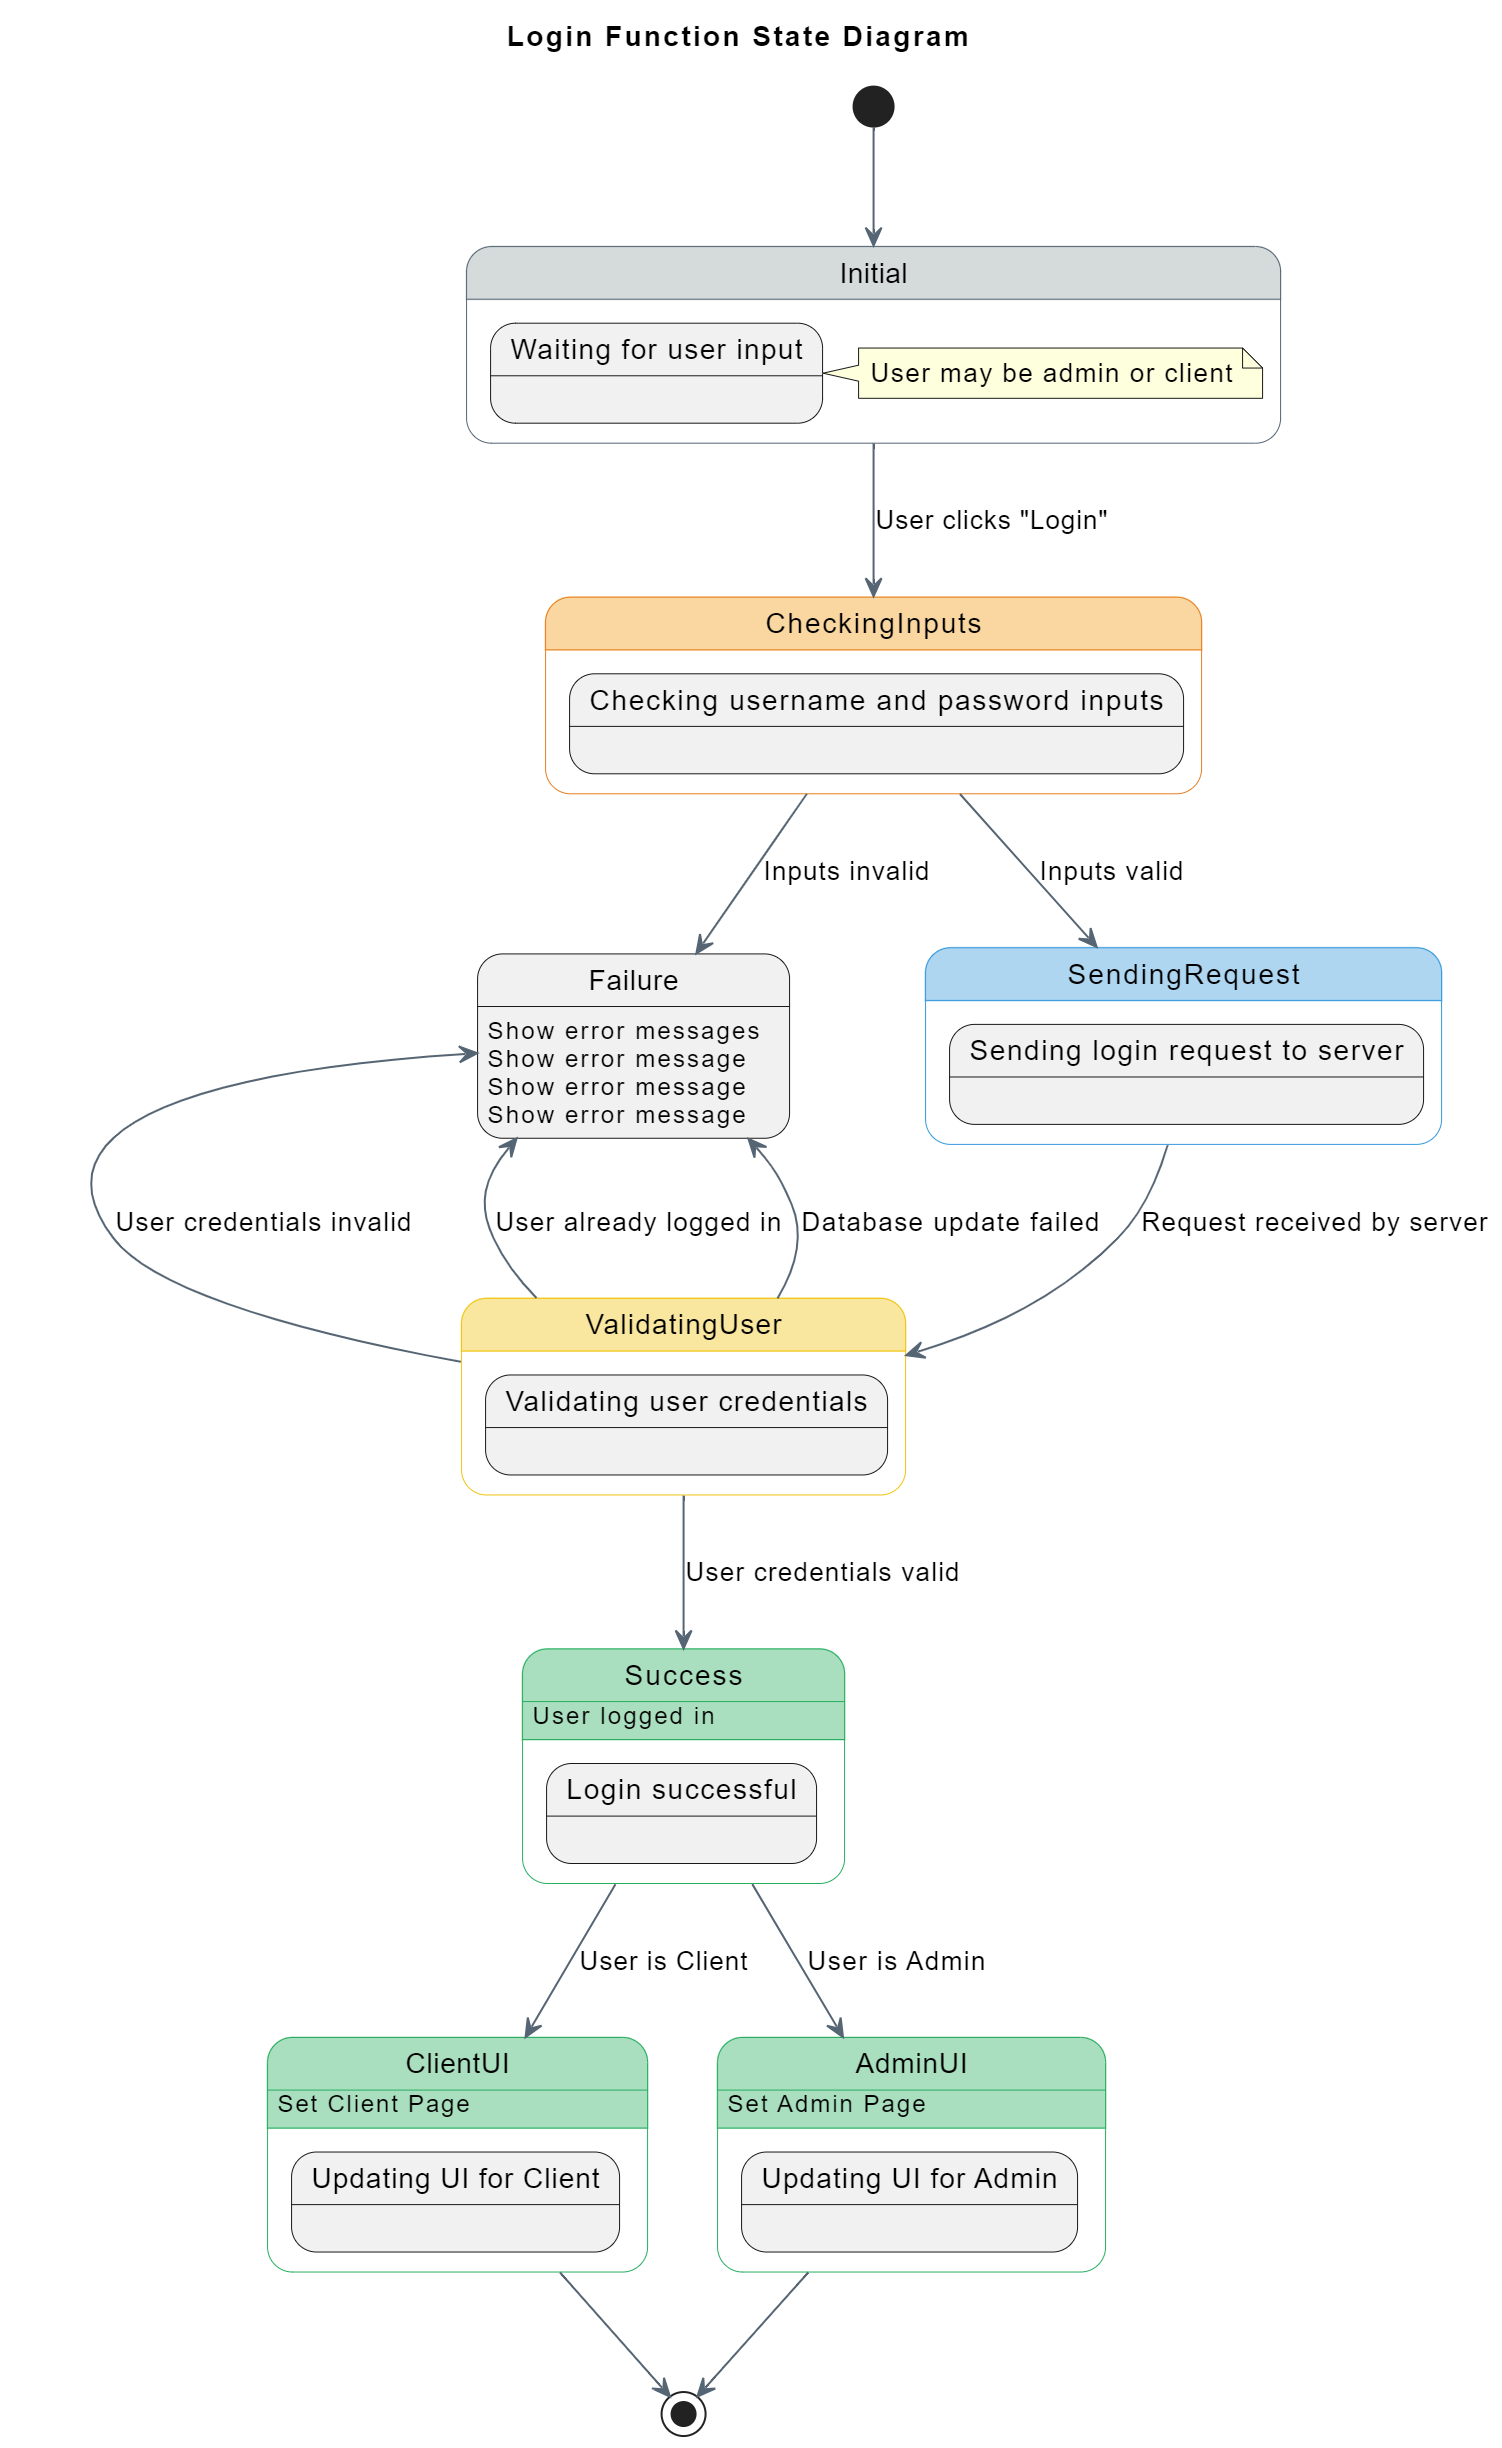 Login Function State Diagram
Initial
Waiting for user input
User may be admin or client
User clicks "Login"
CheckingInputs
Checking username and password inputs
Inputs invalid
Inputs valid
Failure
Show error messages
Show error message
Show error message
Show error message
SendingRequest
Sending login request to server
User credentials invalid
User already logged in
Database update failed
Request received by server
ValidatingUser
Validating user credentials
User credentials valid
Success
User logged in
Login successful
User is Client
User is Admin
ClientUI
Set Client Page
Updating UI for Client
AdminUI
Set Admin Page
Updating UI for Admin